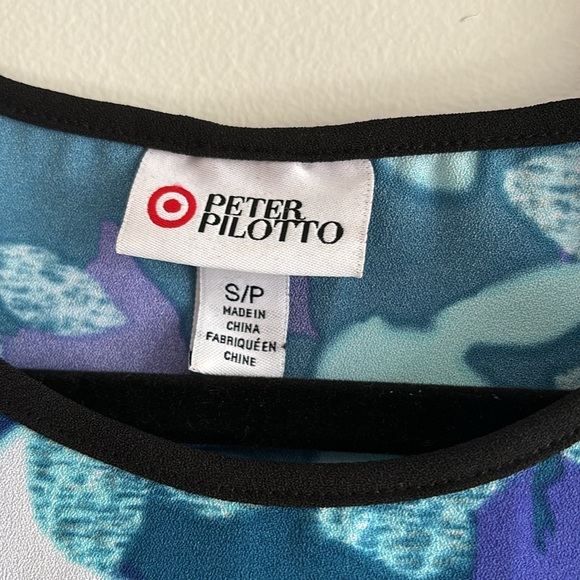 PETER
PILOTTO
S/P
MADE IN
CHINA
FABRIQUÉ EN
CHINE